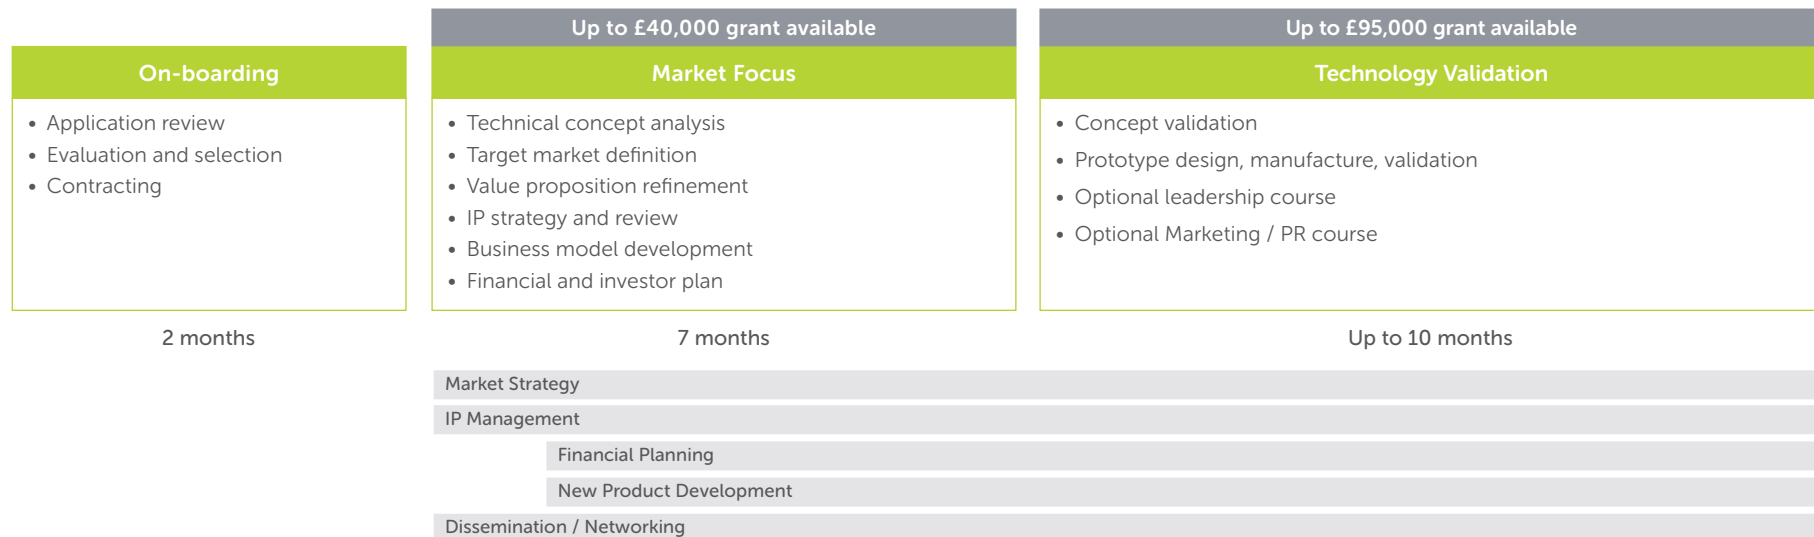 On-boarding
• Application review
• Evaluation and selection
• Contracting
2 months
Up to £40,000 grant available
Market Focus
• Technical concept analysis
• Target market definition
• Value proposition refinement
• IP strategy and review
• Business model development
• Financial and investor plan
7 months
Up to £95,000 grant available
Technology Validation
• Concept validation
• Prototype design, manufacture, validation
• Optional leadership course
• Optional Marketing / PR course
Up to 10 months
Market Strategy
IP Management
Financial Planning
New Product Development
Dissemination / Networking